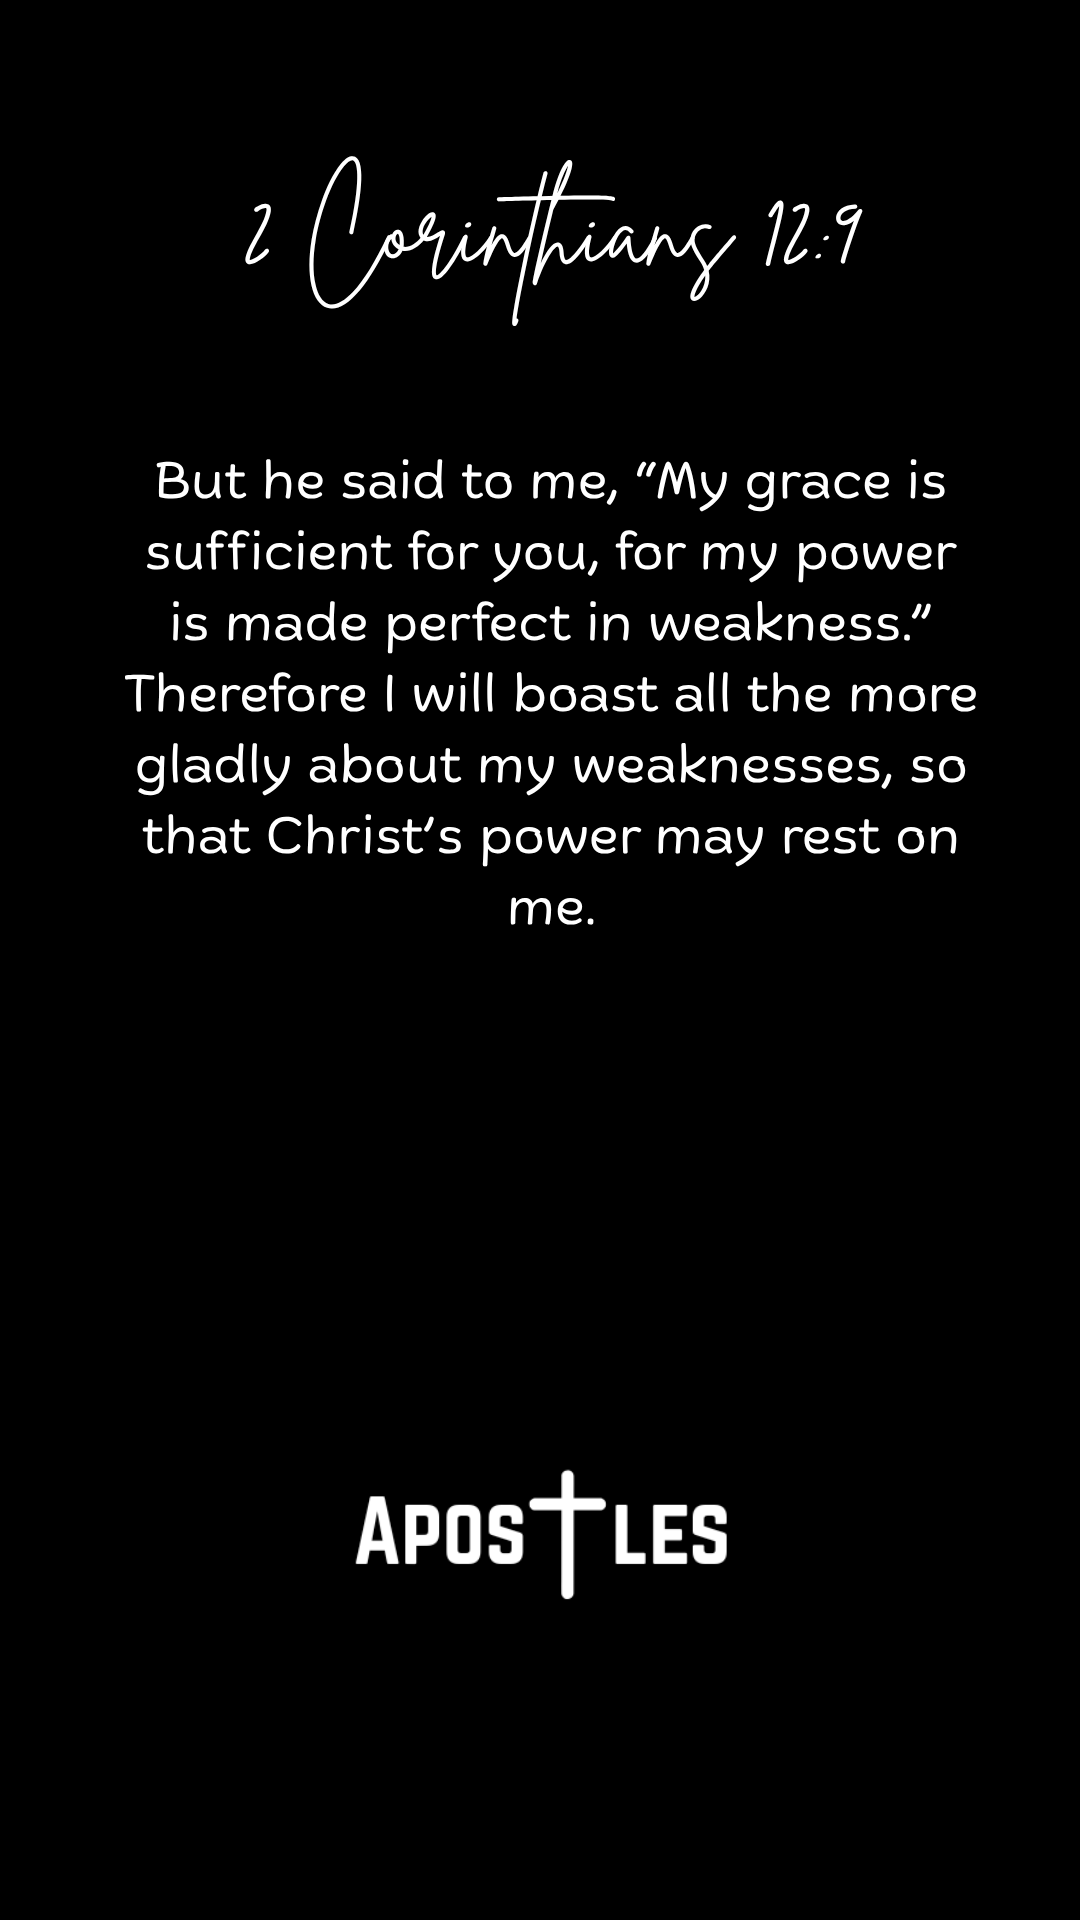 2 Corinthians 12:9
But he said to me, “My grace is
sufficient for you, for my power
is made perfect in weakness.”
Therefore I will boast all the more
gladly about my weaknesses, so
that Christ’s power may rest on
me.
APOSTLES